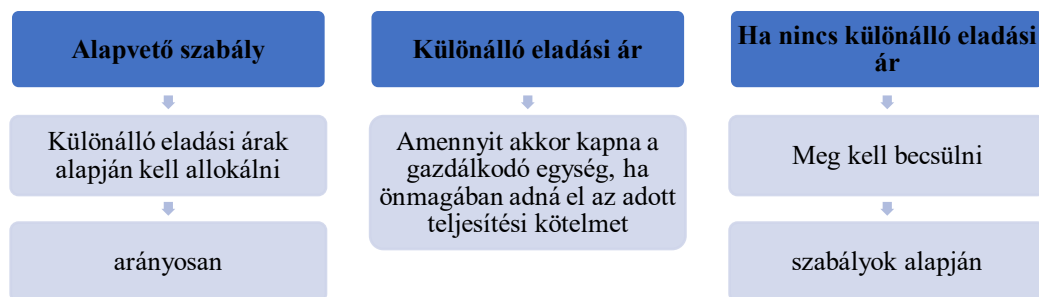 Alapvető szabály
Különálló eladási árak
alapján kell allokálni
arányosan
Különálló eladási ár
Amennyit akkor kapna a
gazdálkodó egység, ha
önmagában adná el az adott
teljesítési kötelmet
Ha nincs különálló eladási
ár
Meg kell becsülni
szabályok alapján